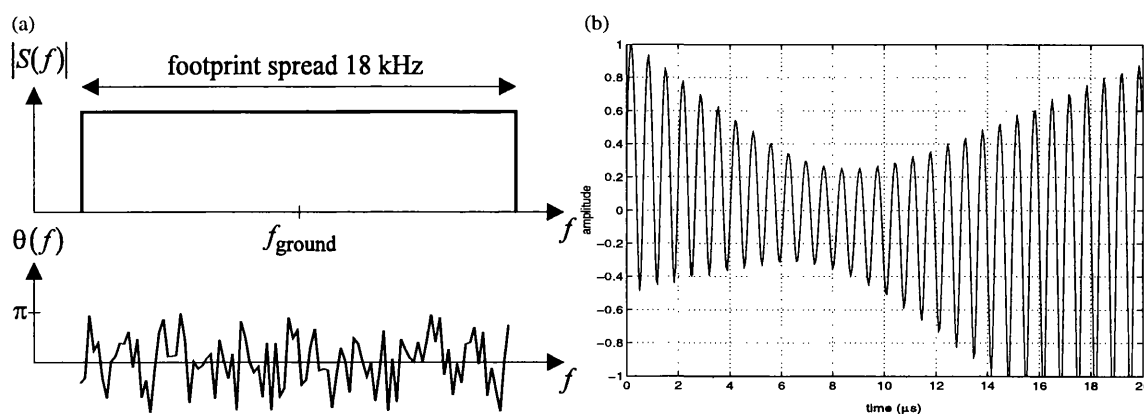 (a)
|S(f)|
footprint spread 18 kHz
f_ground
f
θ(f)
π
f
(b)
1
0.8
0.6
0.4
0.2
0
−0.2
−0.4
−0.6
−0.8
−1
amplitude
0 2 4 6 8 10 12 14 16 18 2
time (μs)